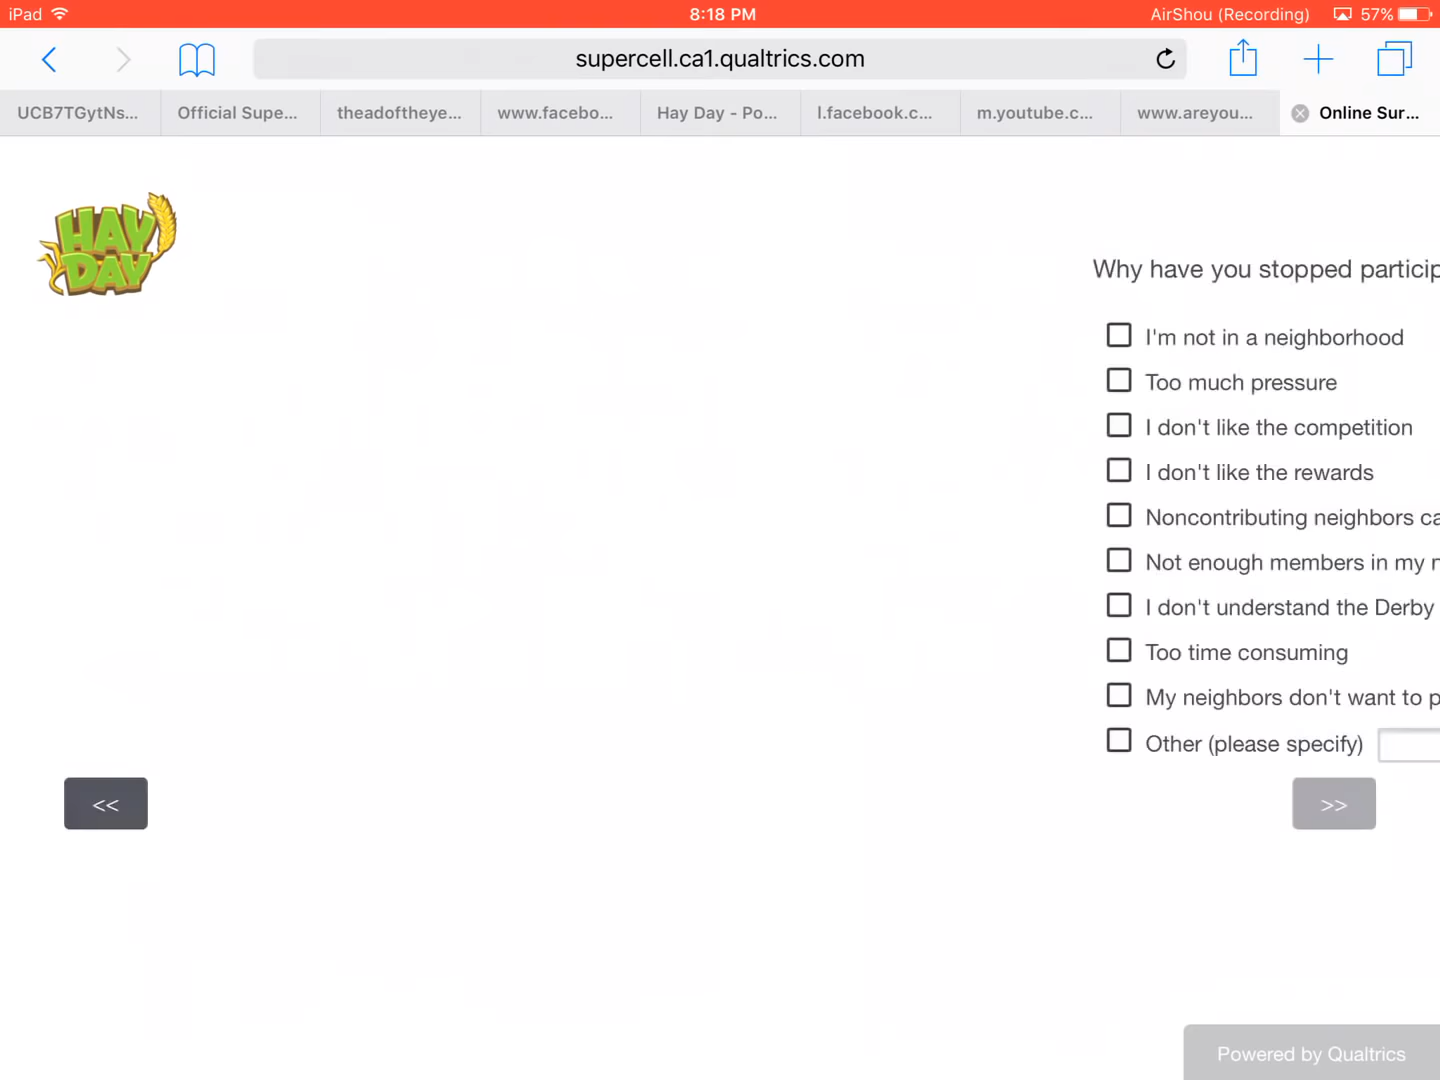 iPad 8:18 PM AirShou (Recording) 57%
supercell.ca1.qualtrics.com
UCB7TGytNs... Official Supe... theadoftheye... www.facebo... Hay Day - Po... l.facebook.c... m.youtube.c... www.areyou... Online Sur...
HAY
DAY
Why have you stopped particip
I'm not in a neighborhood
Too much pressure
I don't like the competition
I don't like the rewards
Noncontributing neighbors ca
Not enough members in my n
I don't understand the Derby
Too time consuming
My neighbors don't want to p
Other (please specify)
<< >>
Powered by Qualtrics